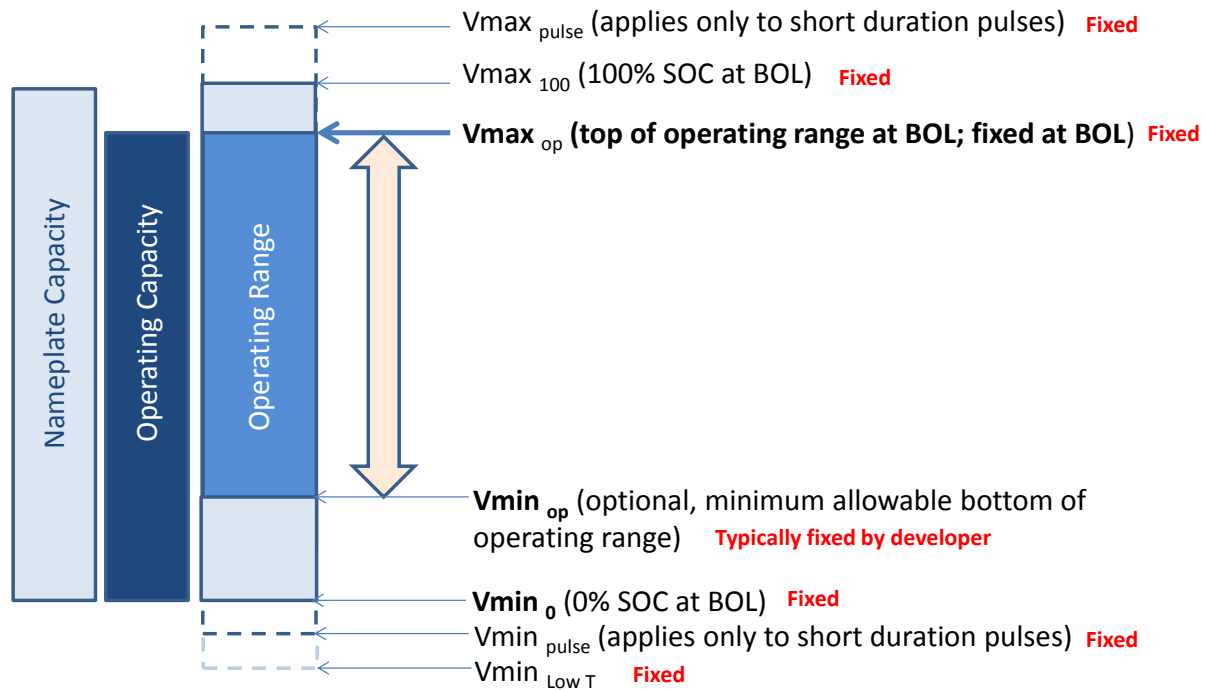 Vmax pulse (applies only to short duration pulses) Fixed
Vmax 100 (100% SOC at BOL) Fixed
Vmax op (top of operating range at BOL; fixed at BOL) Fixed
Nameplate Capacity
Operating Capacity
Operating Range
Vmin op (optional, minimum allowable bottom of
operating range) Typically fixed by developer
Vmin 0 (0% SOC at BOL) Fixed
Vmin pulse (applies only to short duration pulses) Fixed
Vmin Low T Fixed